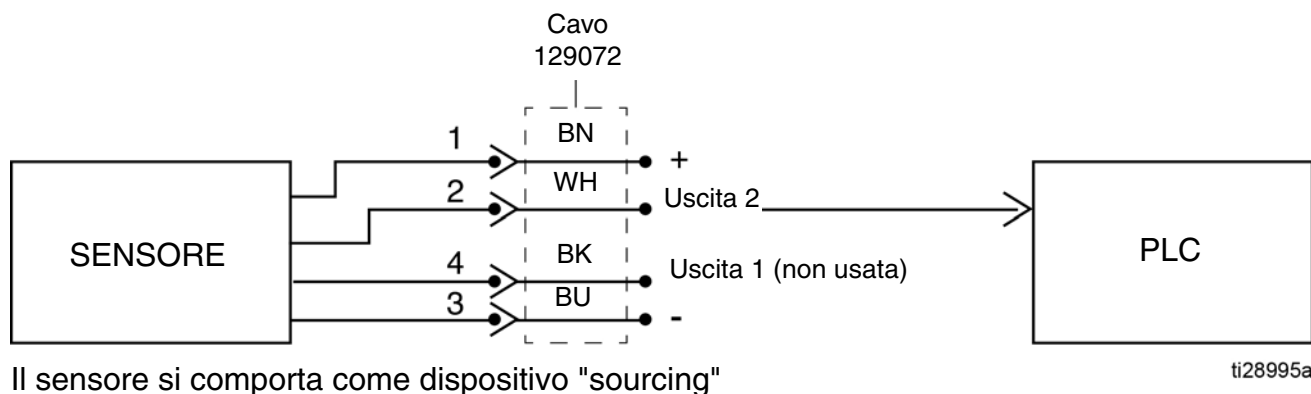 Cavo
129072
1 BN +
2 WH Uscita 2
SENSORE
PLC
4 BK Uscita 1 (non usata)
3 BU -
Il sensore si comporta come dispositivo "sourcing"
ti28995a